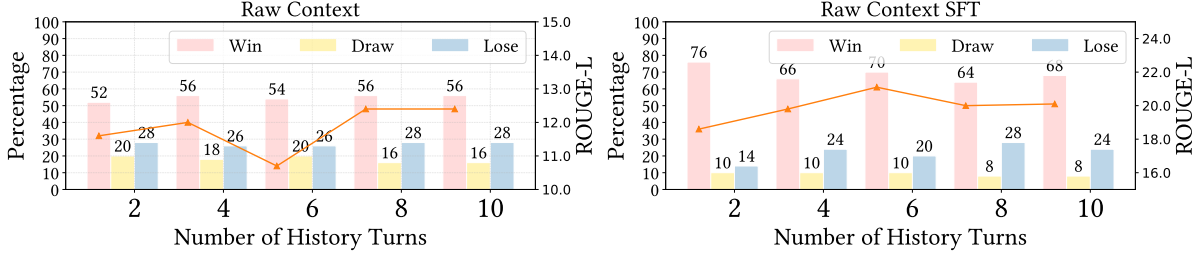 Raw Context
Percentage
100
90
80
70
60
50
40
30
20
10
0
Win Draw Lose
52 20 28
56 18 26
54 20 26
56 16 28
56 16 28
15.0
14.0
13.0
12.0
11.0
10.0
ROUGE-L
2 4 6 8 10
Number of History Turns
Raw Context SFT
Percentage
100
90
80
70
60
50
40
30
20
10
0
Win Draw Lose
76 10 14
66 10 24
70 10 20
64 8 28
68 8 24
24.0
22.0
20.0
18.0
16.0
ROUGE-L
2 4 6 8 10
Number of History Turns